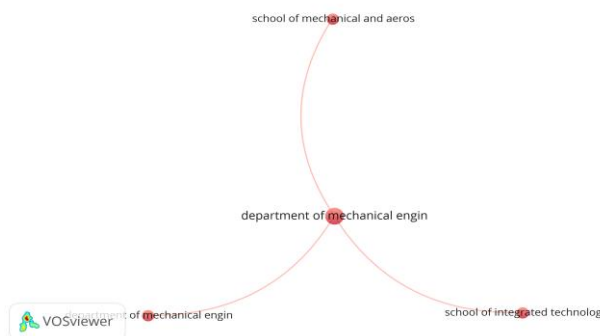 school of mechanical and aeros
department of mechanical engin
department of mechanical engin
school of integrated technolog
VOSviewer